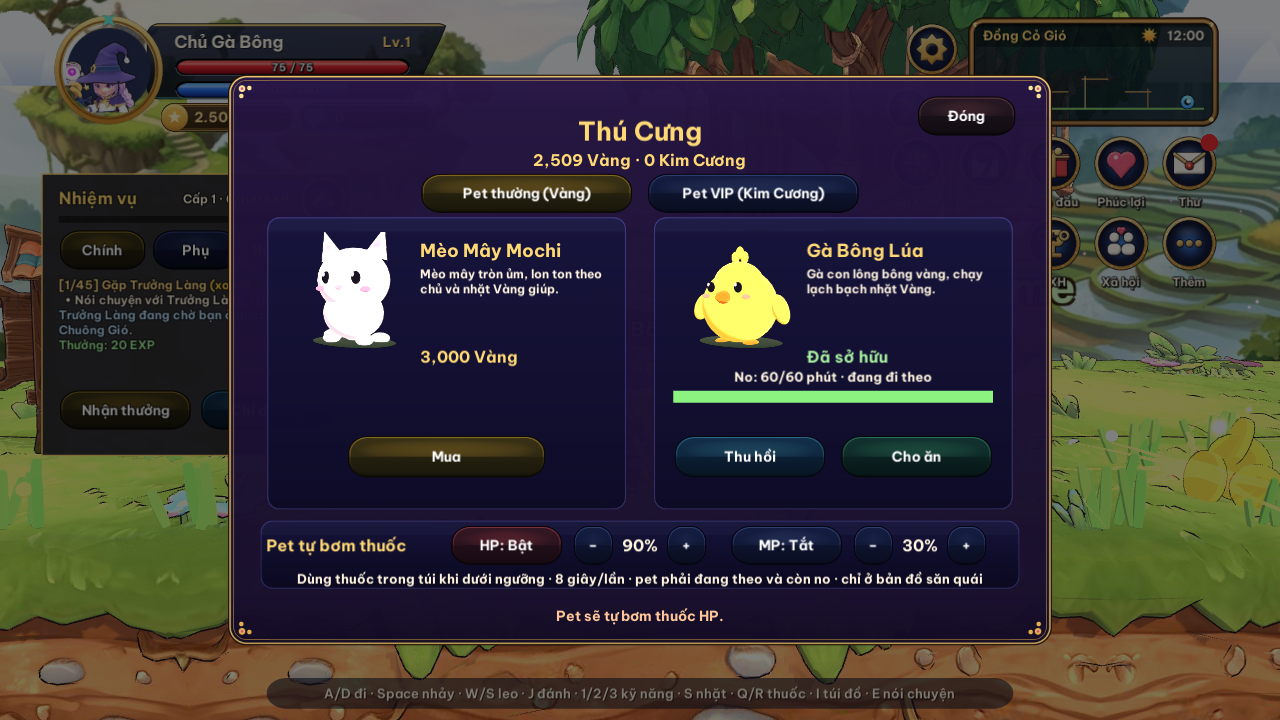 Chủ Gà Bông
Lv.1
75 / 75
2.50
Đồng Cỏ Gió
12:00
Đóng
Thú Cưng
2,509 Vàng · 0 Kim Cương
Pet thường (Vàng)
Pet VIP (Kim Cương)
Nhiệm vụ
Cấp 1 ·
Chính
Phụ
[1/45] Gặp Trưởng Làng (xo
• Nói chuyện với Trưởng Là
Trưởng Làng đang chờ bạn
Chuông Gió.
Thưởng: 20 EXP
Nhận thưởng
đấu
Phúc lợi
Thư
XH
Xã hội
Thêm
Mèo Mây Mochi
Mèo mây tròn ủm, lon ton theo
chủ và nhặt Vàng giúp.
3,000 Vàng
Mua
Gà Bông Lúa
Gà con lông bông vàng, chạy
lạch bạch nhặt Vàng.
Đã sở hữu
No: 60/60 phút · đang đi theo
Thu hồi
Cho ăn
Pet tự bơm thuốc
HP: Bật
-
90%
+
MP: Tắt
-
30%
+
Dùng thuốc trong túi khi dưới ngưỡng · 8 giây/lần · pet phải đang theo và còn no · chỉ ở bản đồ săn quái
Pet sẽ tự bơm thuốc HP.
A/D đi · Space nhảy · W/S leo · J đánh · 1/2/3 kỹ năng · S nhặt · Q/R thuốc · I túi đồ · E nói chuyện